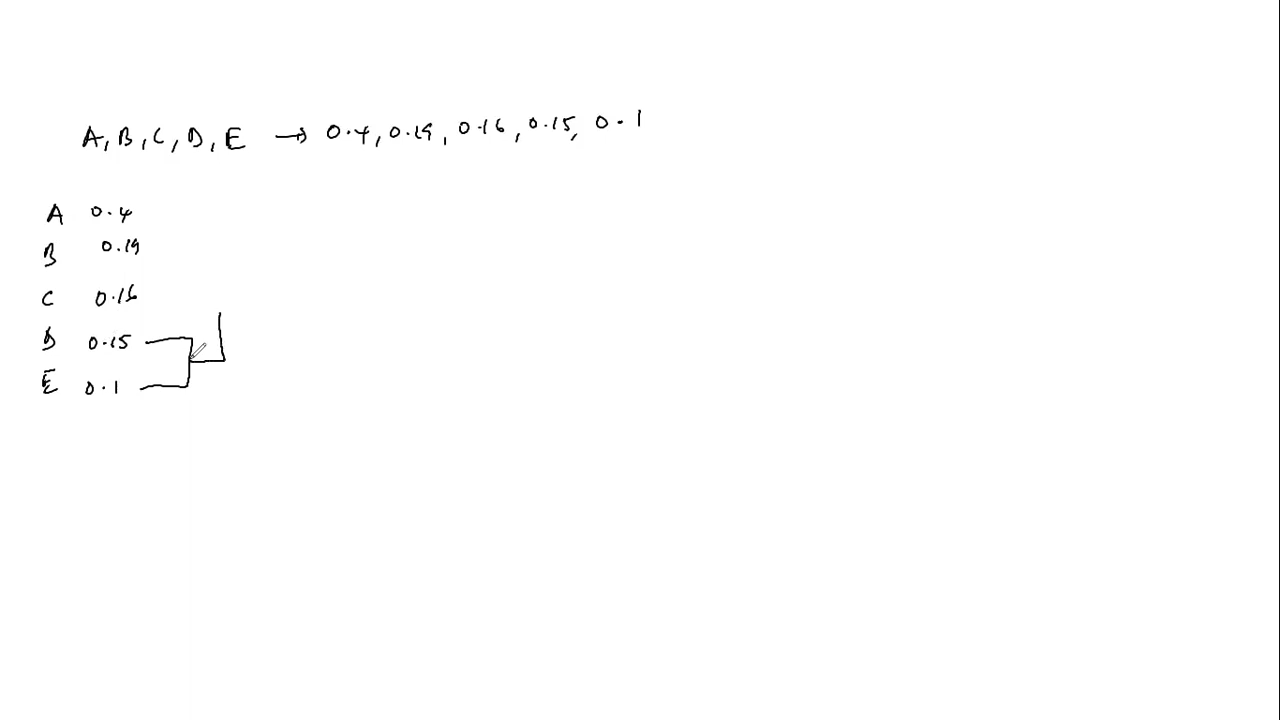 A, B, C, D, E → 0.4, 0.19, 0.16, 0.15, 0.1
A 0.4
B 0.19
C 0.16
D 0.15
E 0.1